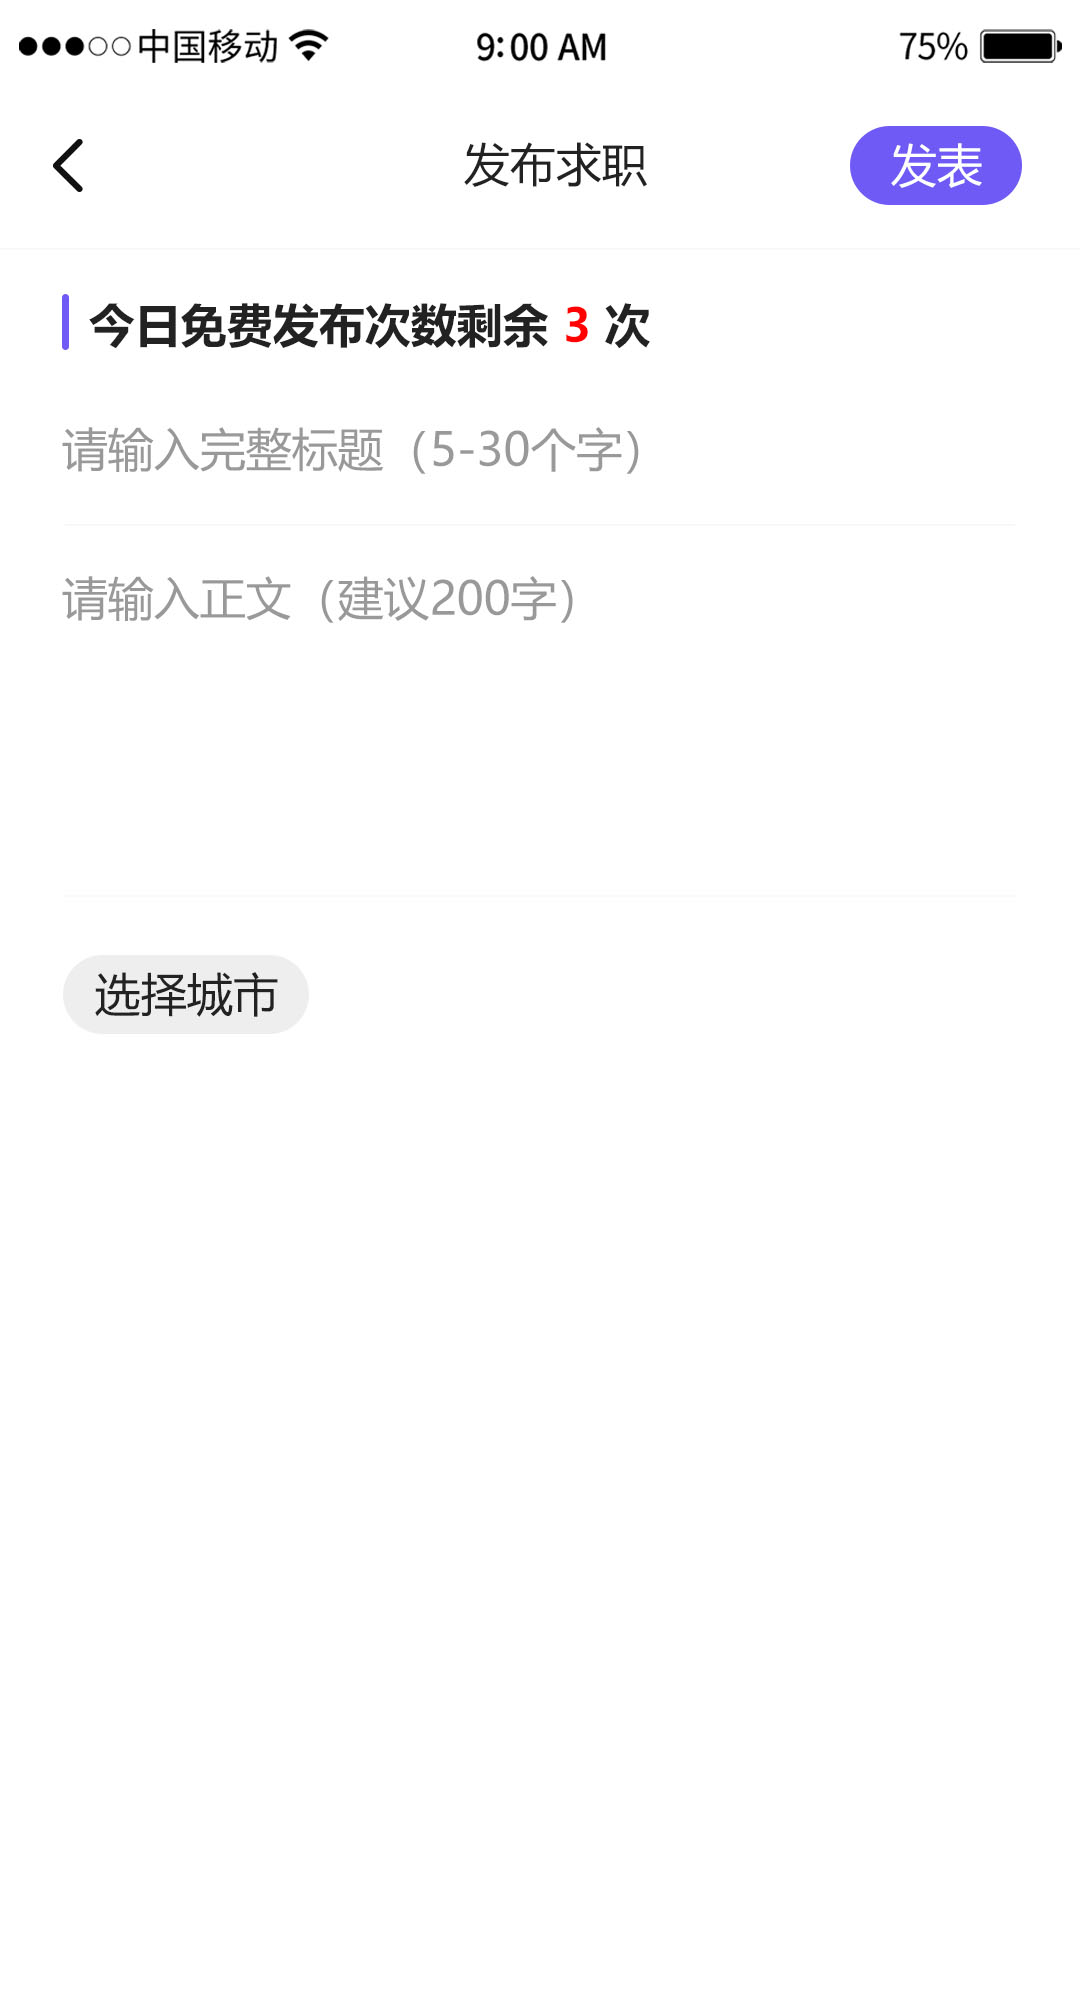 中国移动 9:00 AM 75%
发布求职 发表
今日免费发布次数剩余 3 次
请输入完整标题（5-30个字）
请输入正文（建议200字）
选择城市